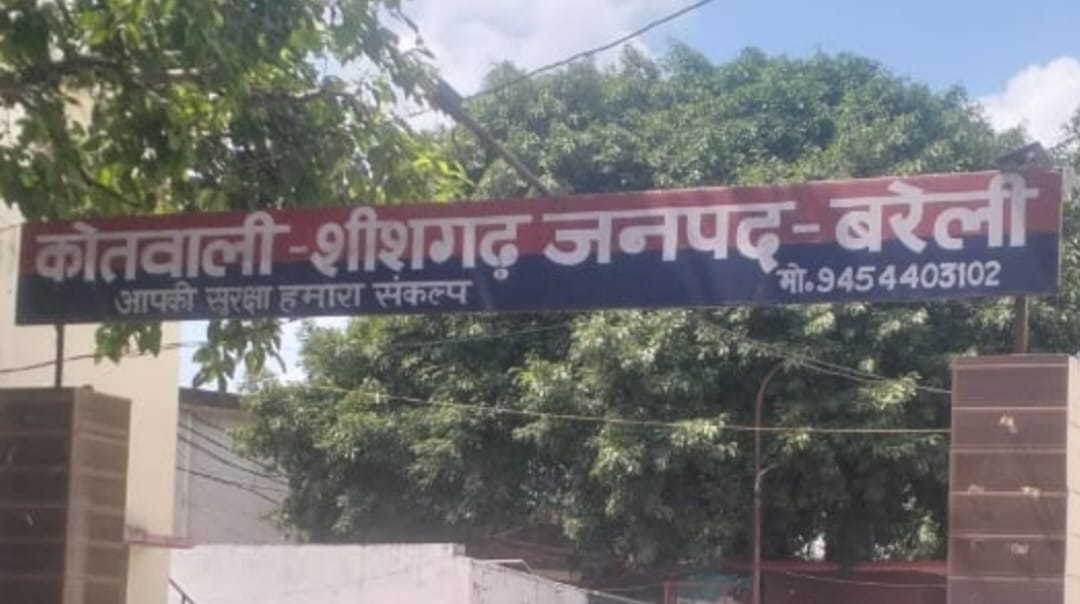 कोतवाली - शीशगढ़ जनपद - बरेली
आपकी सुरक्षा हमारा संकल्प
मो॰ 9454403102